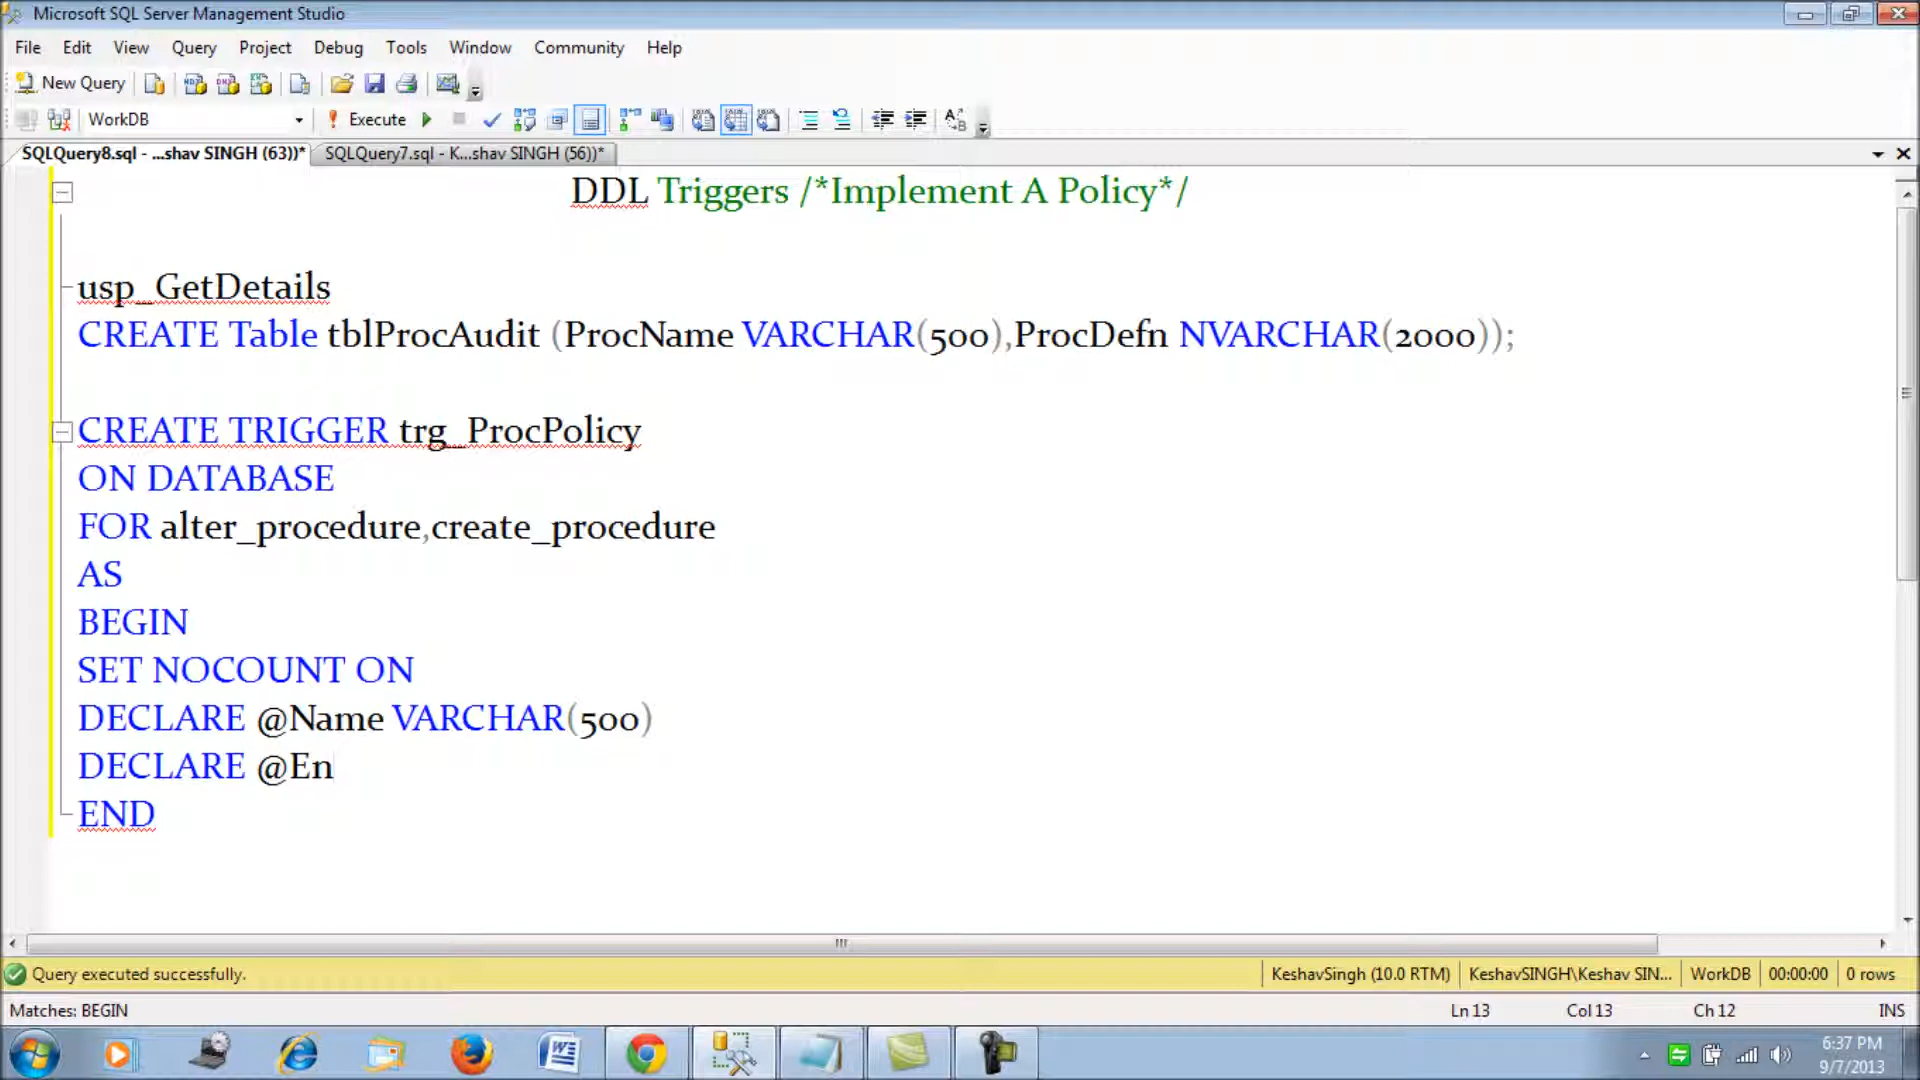 Microsoft SQL Server Management Studio
File Edit View Query Project Debug Tools Window Community Help
New Query
WorkDB Execute
SQLQuery8.sql - ...shav SINGH (63))* SQLQuery7.sql - K...shav SINGH (56))*
DDL Triggers /*Implement A Policy*/
usp_GetDetails
CREATE Table tblProcAudit (ProcName VARCHAR(500),ProcDefn NVARCHAR(2000));
CREATE TRIGGER trg_ProcPolicy
ON DATABASE
FOR alter_procedure,create_procedure
AS
BEGIN
SET NOCOUNT ON
DECLARE @Name VARCHAR(500)
DECLARE @En
END
Query executed successfully. KeshavSingh (10.0 RTM) KeshavSINGH\Keshav SIN... WorkDB 00:00:00 0 rows
Matches: BEGIN Ln 13 Col 13 Ch 12 INS
6:37 PM
9/7/2013